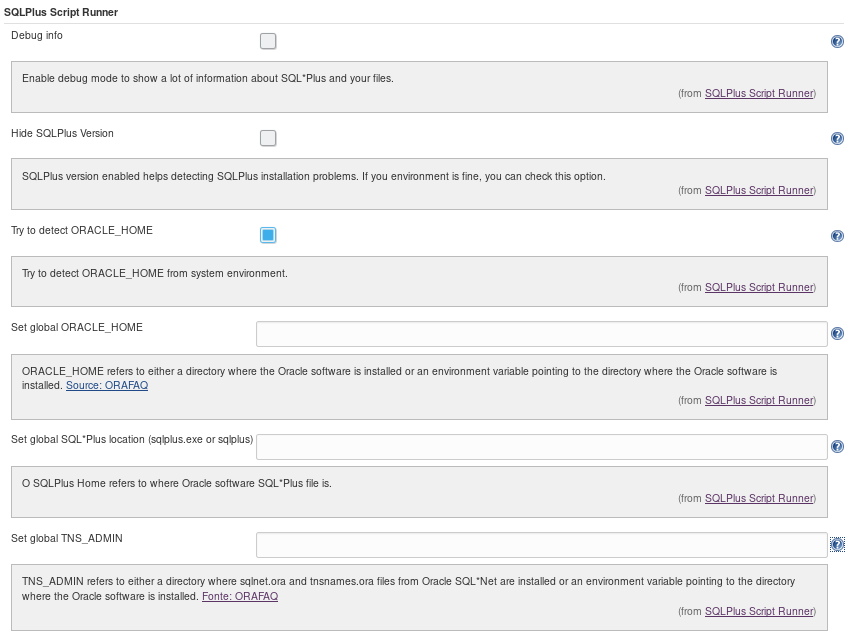 SQLPlus Script Runner
Debug info
Enable debug mode to show a lot of information about SQL*Plus and your files.
(from SQLPlus Script Runner)
Hide SQLPlus Version
SQLPlus version enabled helps detecting SQLPlus installation problems. If you environment is fine, you can check this option.
(from SQLPlus Script Runner)
Try to detect ORACLE_HOME
Try to detect ORACLE_HOME from system environment.
(from SQLPlus Script Runner)
Set global ORACLE_HOME
ORACLE_HOME refers to either a directory where the Oracle software is installed or an environment variable pointing to the directory where the Oracle software is
installed. Source: ORAFAQ
(from SQLPlus Script Runner)
Set global SQL*Plus location (sqlplus.exe or sqlplus)
O SQLPlus Home refers to where Oracle software SQL*Plus file is.
(from SQLPlus Script Runner)
Set global TNS_ADMIN
TNS_ADMIN refers to either a directory where sqlnet.ora and tnsnames.ora files from Oracle SQL*Net are installed or an environment variable pointing to the directory
where the Oracle software is installed. Fonte: ORAFAQ
(from SQLPlus Script Runner)